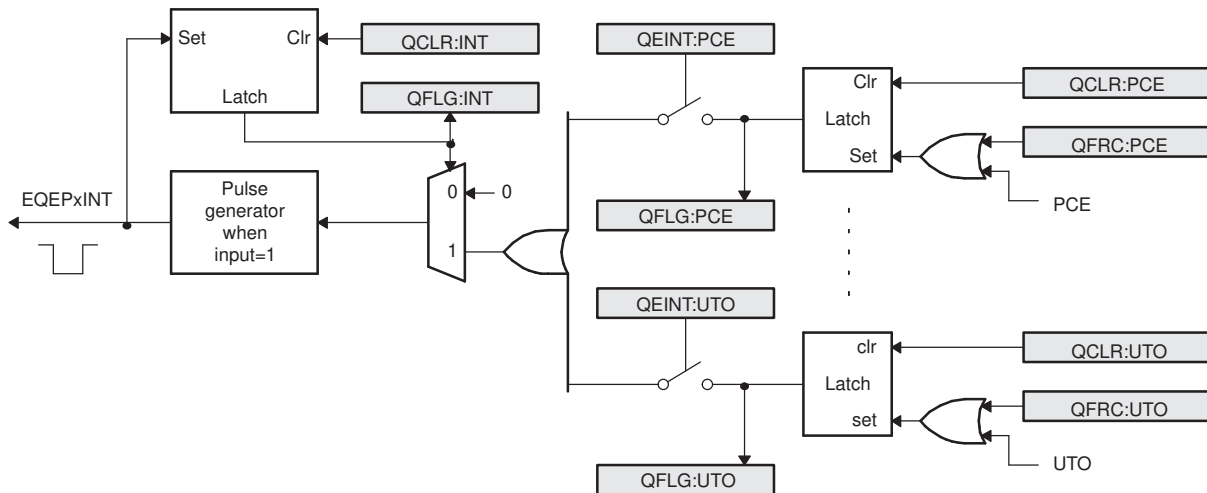 Set
Clr
QCLR:INT
Latch
QFLG:INT
EQEPxINT
Pulse
generator
when
input=1
0
0
1
QEINT:PCE
QFLG:PCE
Clr
Latch
Set
QCLR:PCE
QFRC:PCE
PCE
QEINT:UTO
QFLG:UTO
clr
Latch
set
QCLR:UTO
QFRC:UTO
UTO